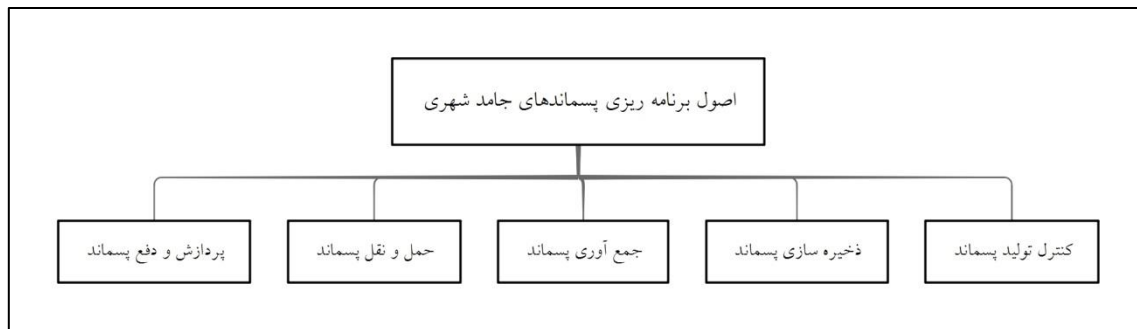 اصول برنامه ریزی پسماندهای جامد شهری
کنترل تولید پسماند
ذخیره سازی پسماند
جمع آوری پسماند
حمل و نقل پسماند
پردازش و دفع پسماند